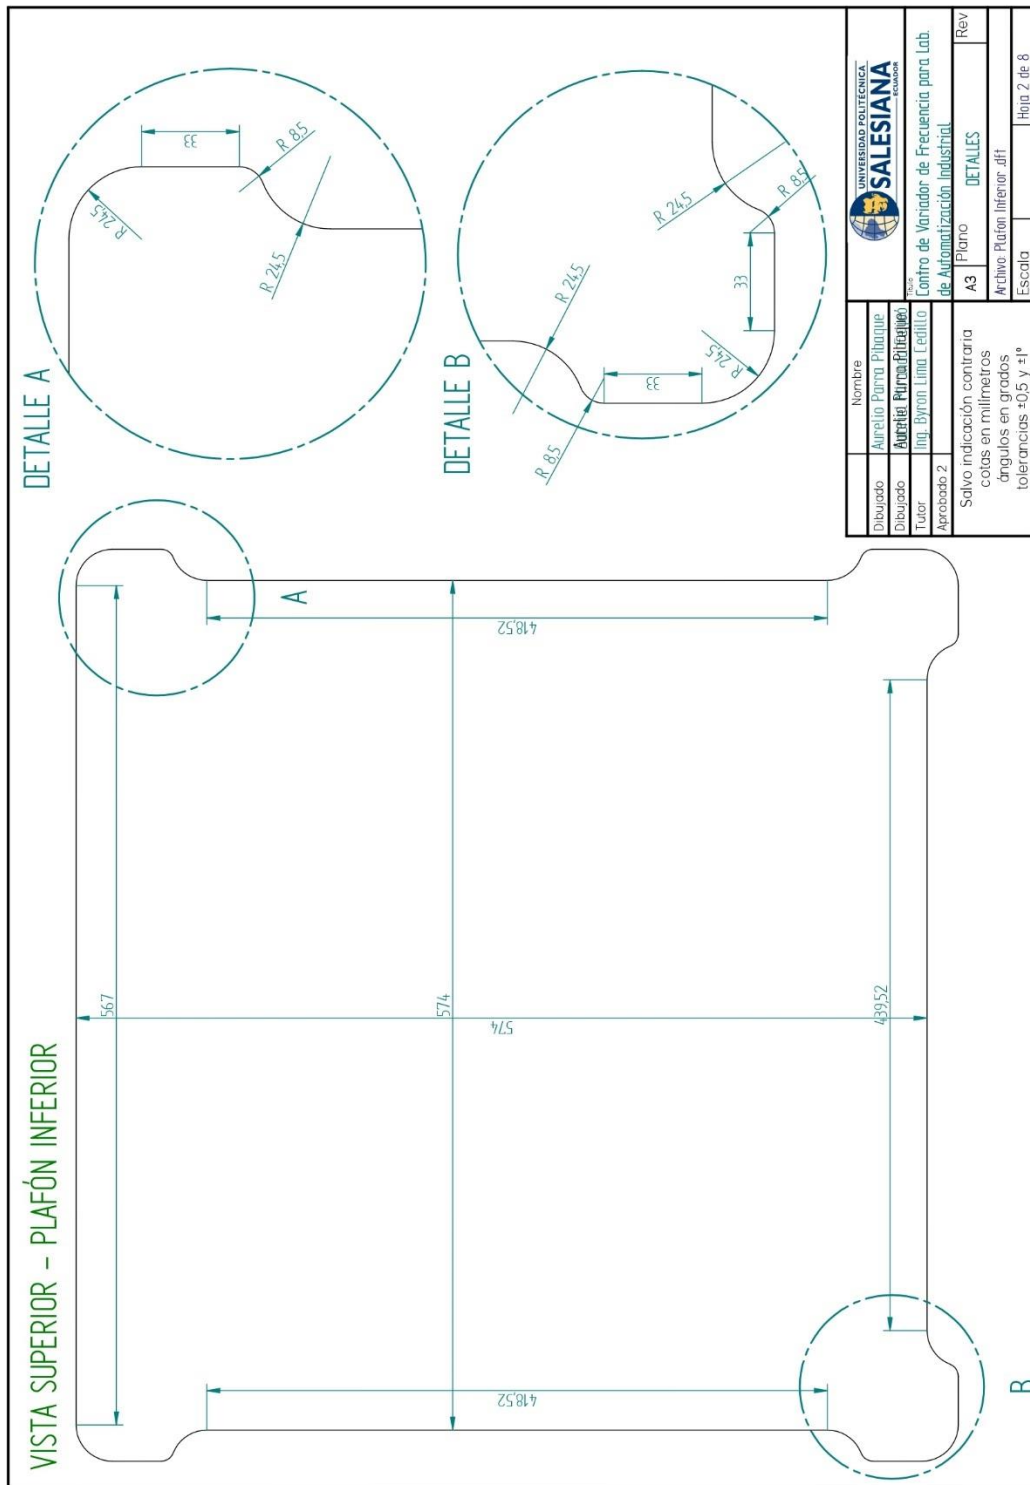 VISTA SUPERIOR - PLAFÓN INFERIOR
567
574
574
418,52
418,52
439,52
A
B
DETALLE A
33
R 8,5
R 24,5
R 24,5
DETALLE B
R 24,5
R 8,5
R 24,5
33
33
R 8,5
R 24,5
Nombre
Dibujado
Aurelio Parra Pibaque
Dibujado
Tutor
Ing. Byron Lima Cedillo
Aprobado 2
Salvo indicación contraria
cotas en milímetros
ángulos en grados
tolerancias ±0,5 y ±1º
UNIVERSIDAD POLITÉCNICA
SALESIANA
ECUADOR
Título
Contro de Variador de Frecuencia para Lab.
de Automatización Industrial
A3
Plano
DETALLES
Rev
Archivo: Plafon Inferior .dft
Escala
Hoja 2 de 8